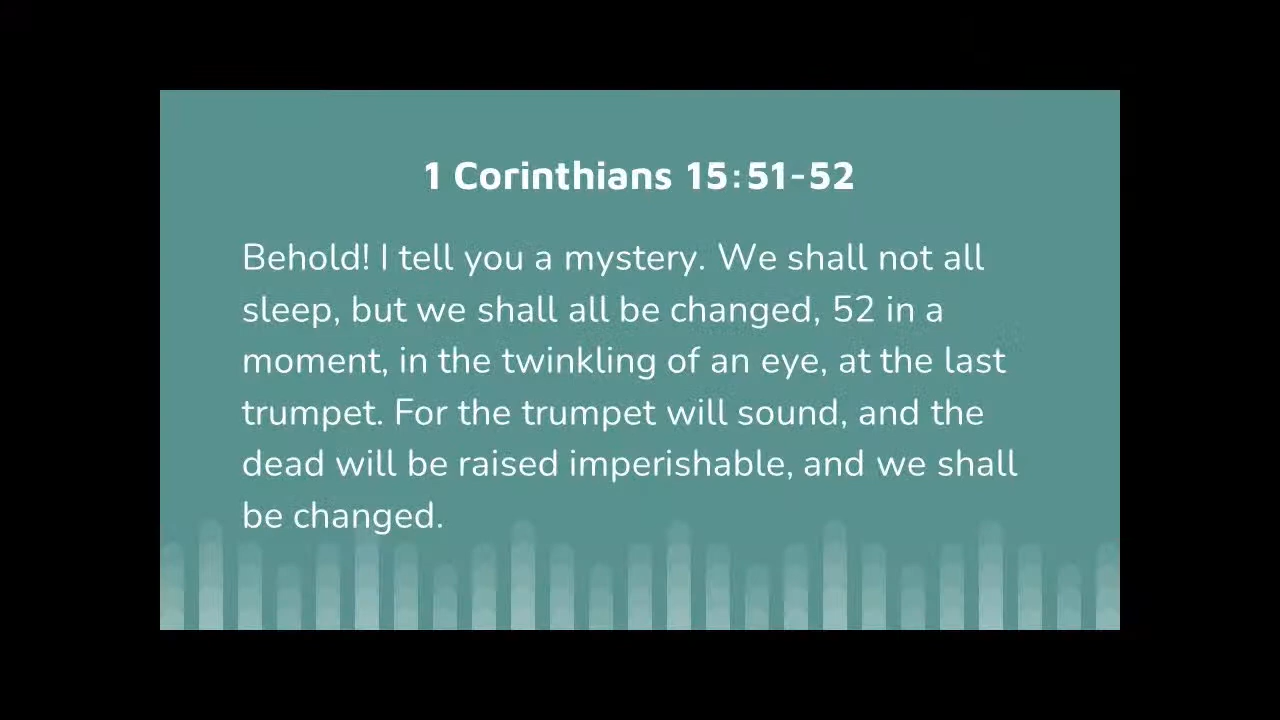 1 Corinthians 15:51-52
Behold! I tell you a mystery. We shall not all
sleep, but we shall all be changed, 52 in a
moment, in the twinkling of an eye, at the last
trumpet. For the trumpet will sound, and the
dead will be raised imperishable, and we shall
be changed.